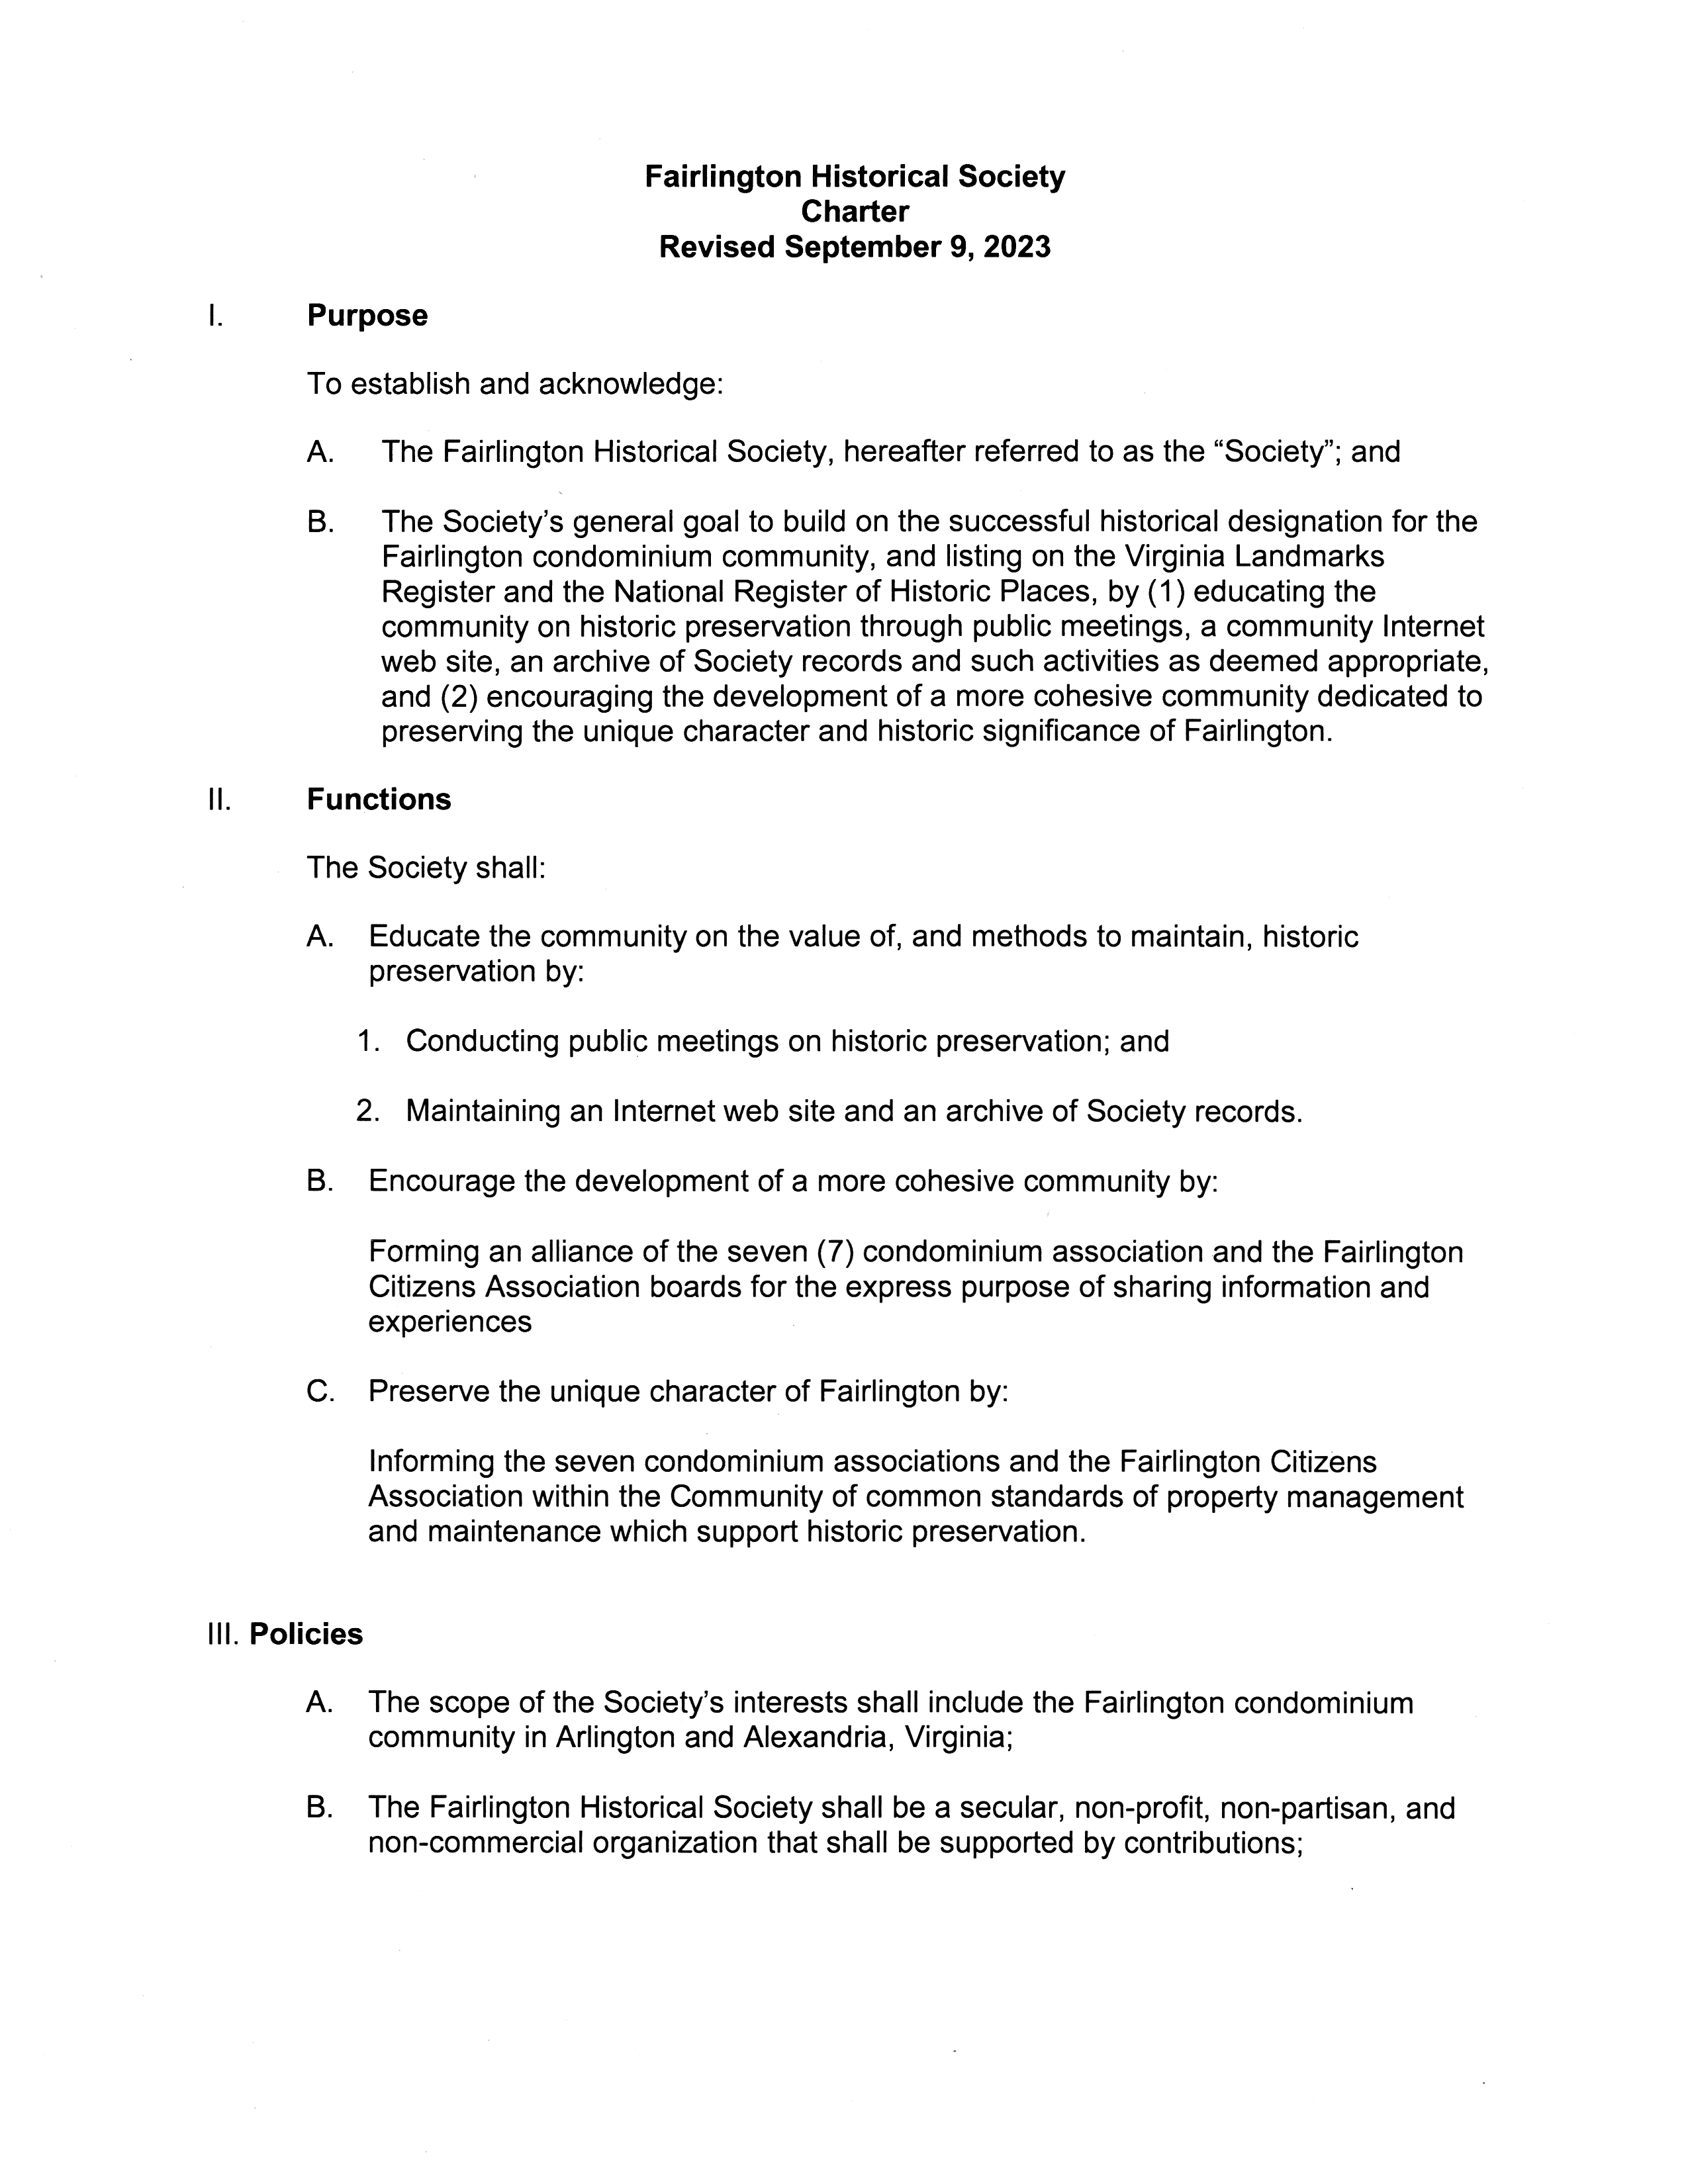 Fairlington Historical Society
Charter
Revised September 9, 2023
I. Purpose
To establish and acknowledge:
A. The Fairlington Historical Society, hereafter referred to as the “Society”; and
B. The Society’s general goal to build on the successful historical designation for the
Fairlington condominium community, and listing on the Virginia Landmarks
Register and the National Register of Historic Places, by (1) educating the
community on historic preservation through public meetings, a community Internet
web site, an archive of Society records and such activities as deemed appropriate,
and (2) encouraging the development of a more cohesive community dedicated to
preserving the unique character and historic significance of Fairlington.
II. Functions
The Society shall:
A. Educate the community on the value of, and methods to maintain, historic
preservation by:
1. Conducting public meetings on historic preservation; and
2. Maintaining an Internet web site and an archive of Society records.
B. Encourage the development of a more cohesive community by:
Forming an alliance of the seven (7) condominium association and the Fairlington
Citizens Association boards for the express purpose of sharing information and
experiences
C. Preserve the unique character of Fairlington by:
Informing the seven condominium associations and the Fairlington Citizens
Association within the Community of common standards of property management
and maintenance which support historic preservation.
III. Policies
A. The scope of the Society’s interests shall include the Fairlington condominium
community in Arlington and Alexandria, Virginia;
B. The Fairlington Historical Society shall be a secular, non-profit, non-partisan, and
non-commercial organization that shall be supported by contributions;